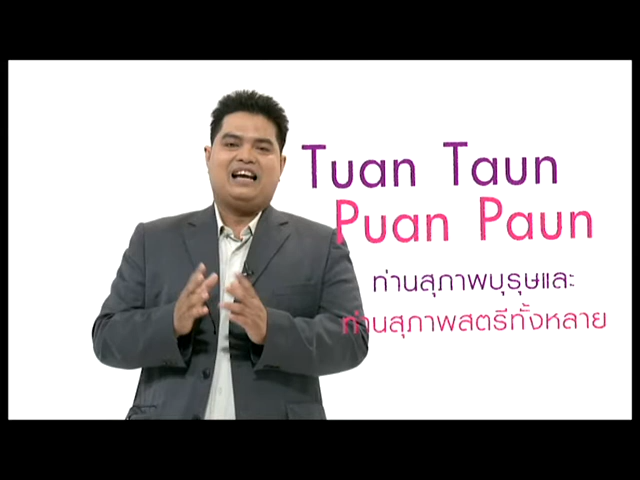 Tuan Taun
Puan Paun
ท่านสุภาพบุรุษและ
ท่านสุภาพสตรีทั้งหลาย